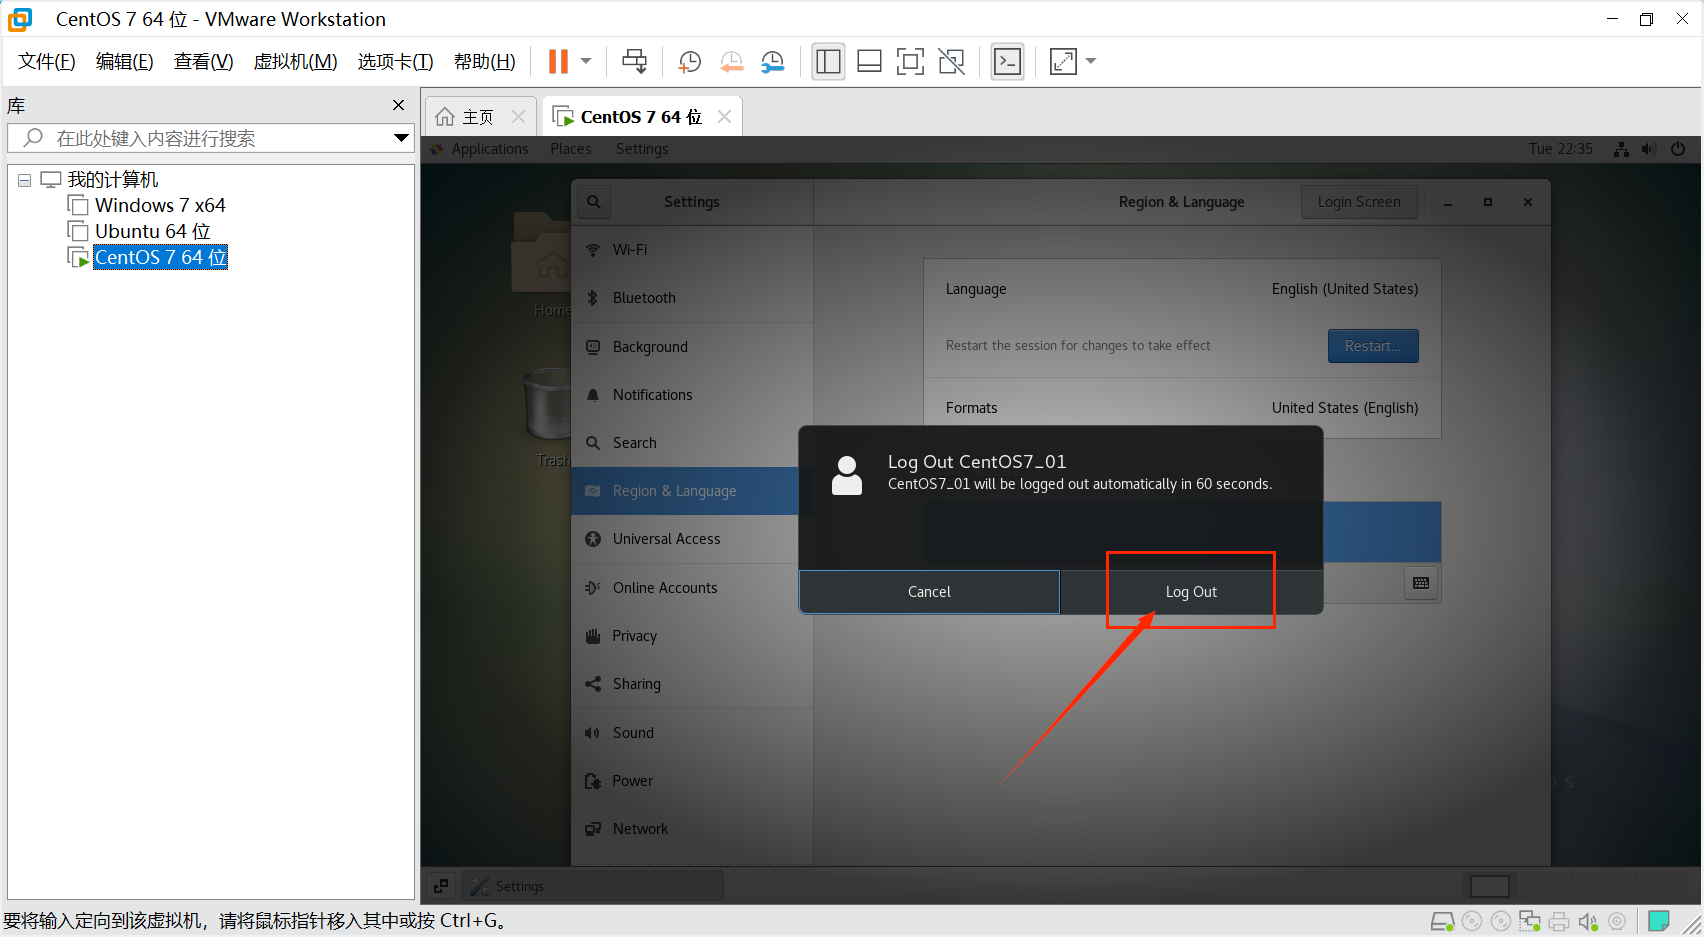 CentOS 7 64 位 - VMware Workstation
文件(F) 编辑(E) 查看(V) 虚拟机(M) 选项卡(T) 帮助(H)
库
主页
CentOS 7 64 位
在此处键入内容进行搜索
Applications Places Settings
Tue 22:35
我的计算机
Windows 7 x64
Ubuntu 64 位
CentOS 7 64 位
Home
Trash
Settings
Region & Language
Login Screen
Wi-Fi
Bluetooth
Background
Notifications
Search
Region & Language
Universal Access
Online Accounts
Privacy
Sharing
Sound
Power
Network
Language English (United States)
Restart the session for changes to take effect
Restart...
Formats United States (English)
Log Out CentOS7_01
CentOS7_01 will be logged out automatically in 60 seconds.
Cancel
Log Out
Settings
要将输入定向到该虚拟机，请将鼠标指针移入其中或按 Ctrl+G。